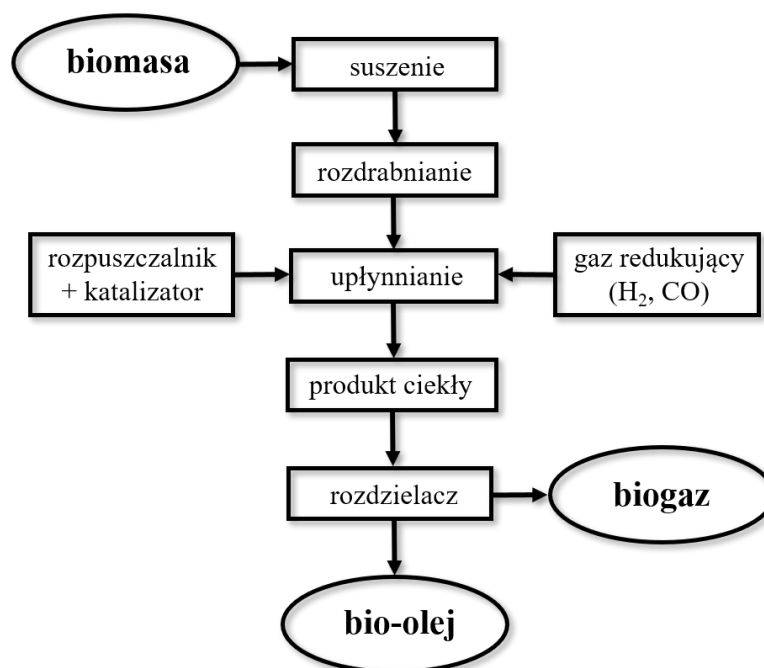 biomasa
suszenie
rozdrabnianie
rozpuszczalnik
+ katalizator
upłynnianie
gaz redukujący
(H₂, CO)
produkt ciekły
rozdzielacz
biogaz
bio-olej